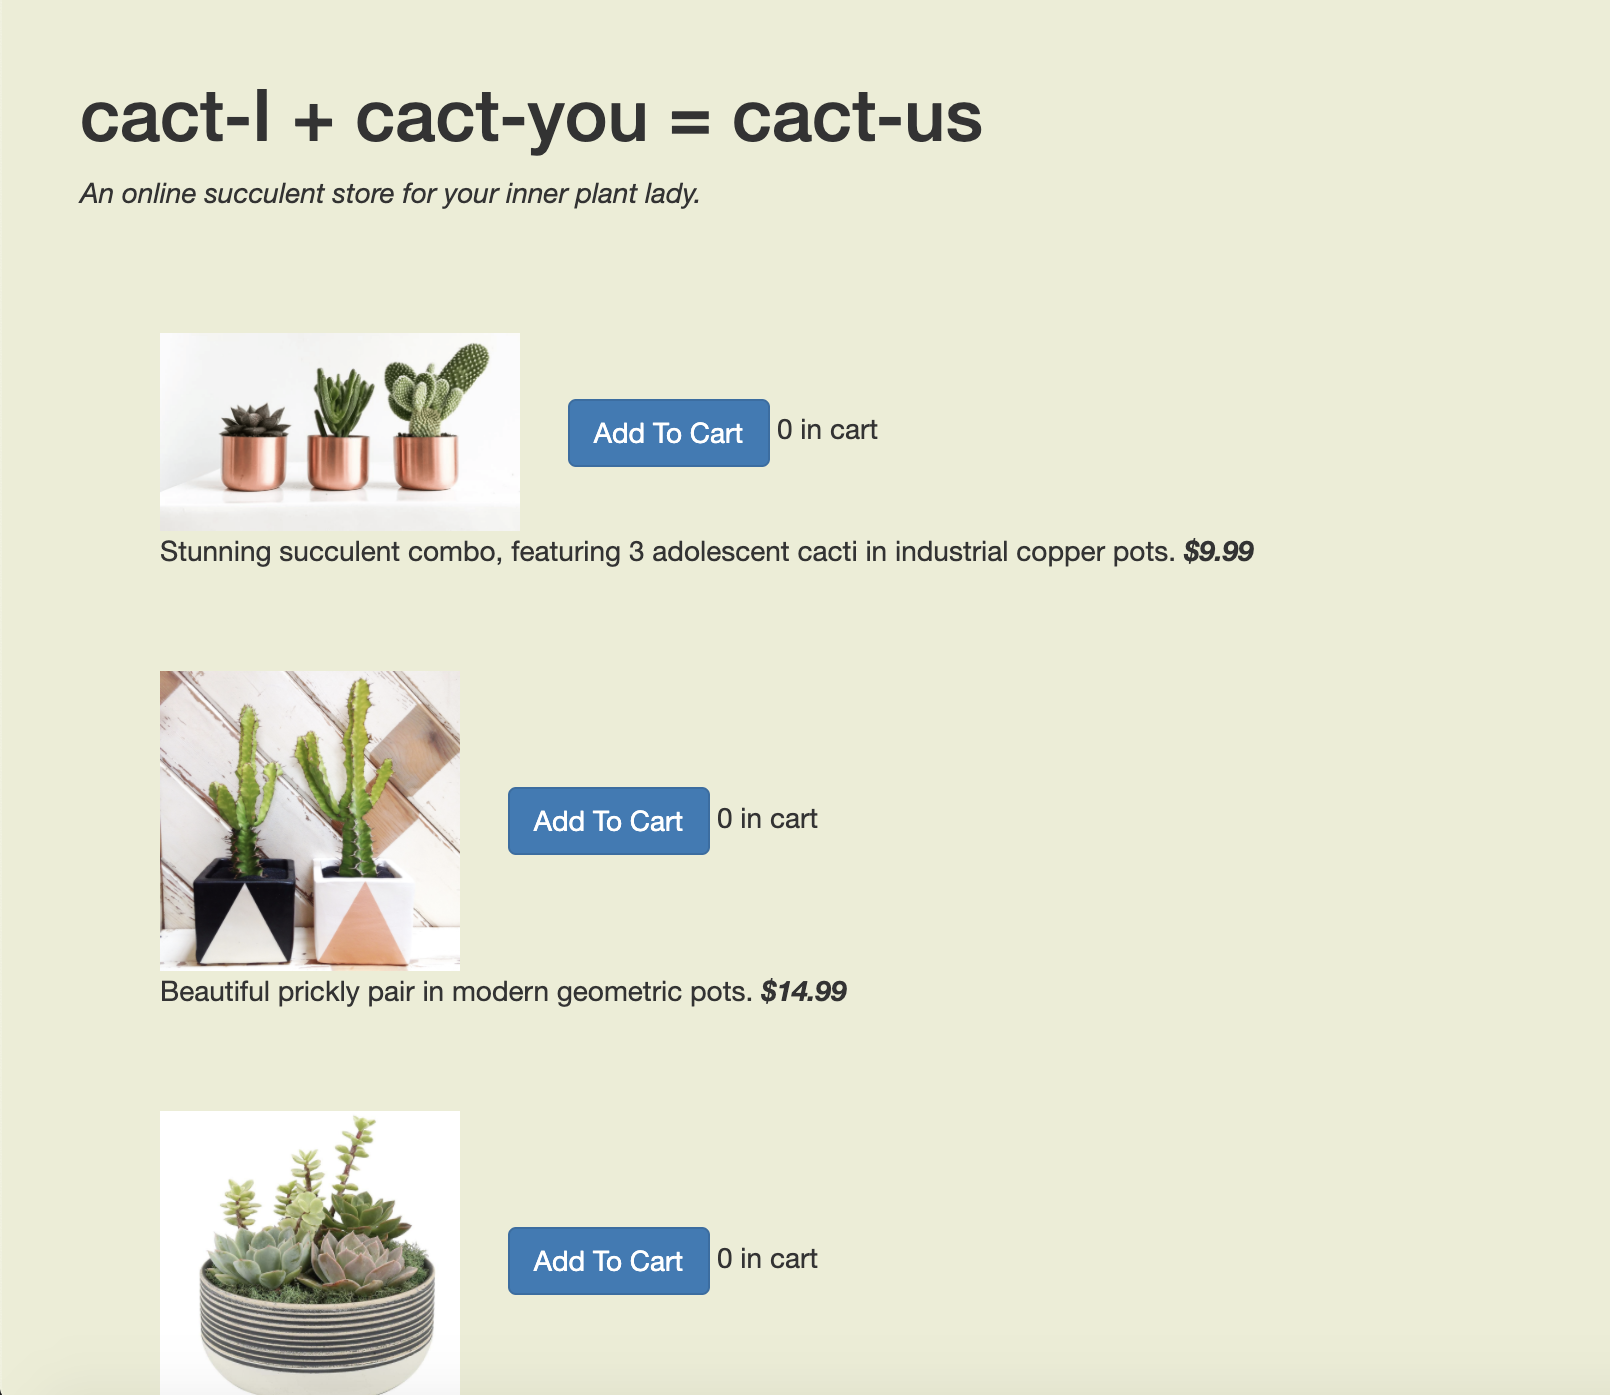 cact-I + cact-you = cact-us
An online succulent store for your inner plant lady.
Add To Cart 0 in cart
Stunning succulent combo, featuring 3 adolescent cacti in industrial copper pots. $9.99
Add To Cart 0 in cart
Beautiful prickly pair in modern geometric pots. $14.99
Add To Cart 0 in cart